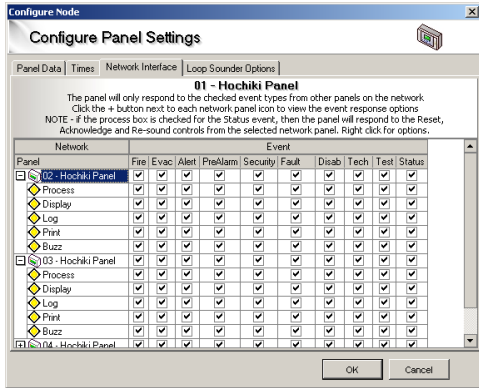 Configure Node
Configure Panel Settings
Panel Data Times Network Interface Loop Sounder Options
01 - Hochiki Panel
The panel will only respond to the checked event types from other panels on the network
Click the + button next to each network panel icon to view the event response options
NOTE - if the process box is checked for the Status event, then the panel will respond to the Reset,
Acknowledge and Re-sound controls from the selected network panel. Right click for options.
Network Event
Panel Fire Evac Alert PreAlarm Security Fault Disab Tech Test Status
02 - Hochiki Panel
Process
Display
Log
Print
Buzz
03 - Hochiki Panel
Process
Display
Log
Print
Buzz
04 - Hochiki Panel
OK Cancel